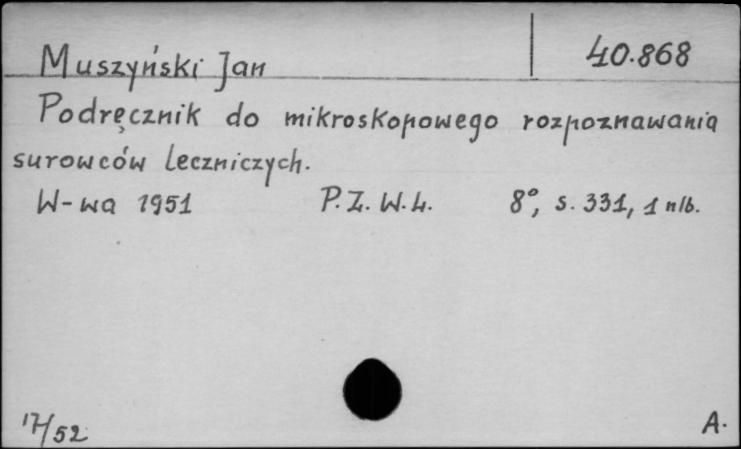 Muszyński Jan 40.868
Podręcznik do mikroskopowego rozpoznawania
surowców leczniczych.
W-wa 1951 P.Z.W.L. 8°, s. 331, 1 nlb.
17/52 A.